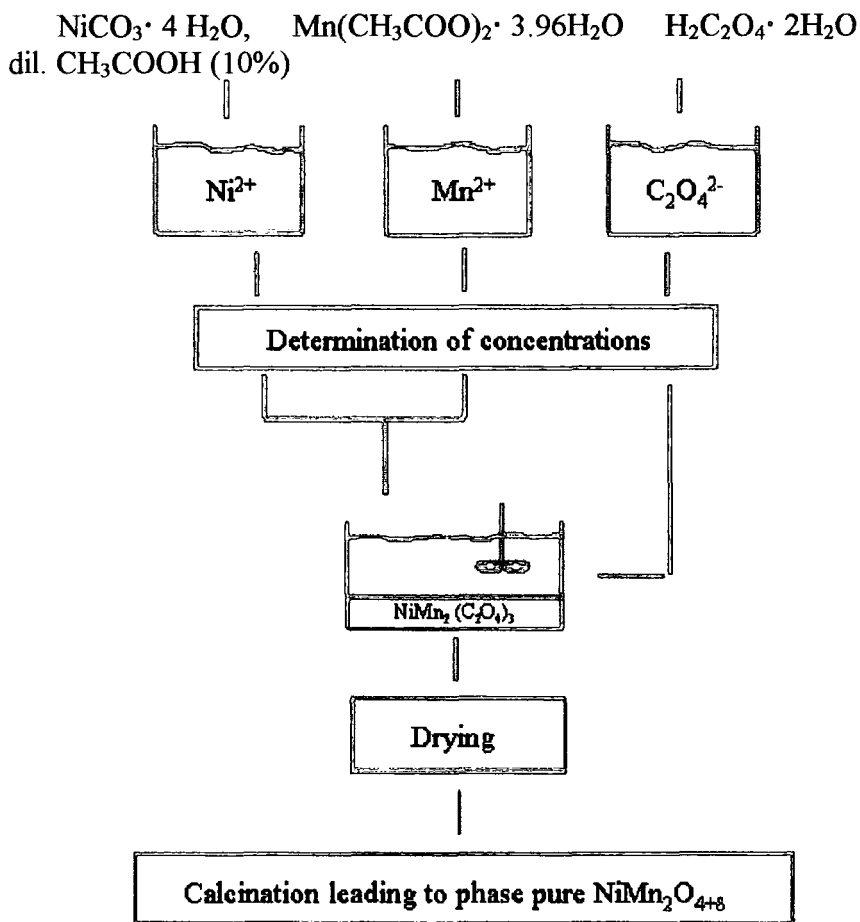 NiCO₃· 4 H₂O, Mn(CH₃COO)₂· 3.96H₂O H₂C₂O₄· 2H₂O
dil. CH₃COOH (10%)
Ni²⁺ Mn²⁺ C₂O₄²⁻
Determination of concentrations
NiMn₂ (C₂O₄)₃
Drying
Calcination leading to phase pure NiMn₂O₄₊δ